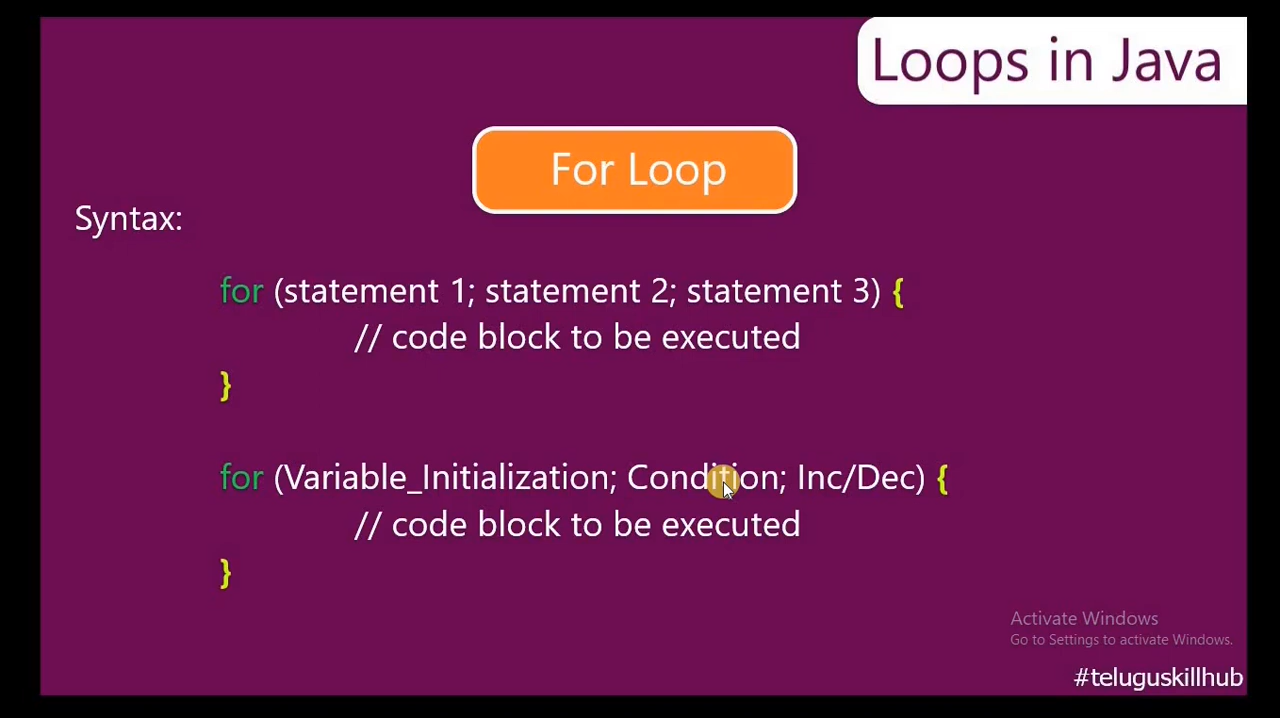 Loops in Java
For Loop
Syntax:
for (statement 1; statement 2; statement 3) {
// code block to be executed
}
for (Variable_Initialization; Condition; Inc/Dec) {
// code block to be executed
}
Activate Windows
Go to Settings to activate Windows.
#teluguskillhub